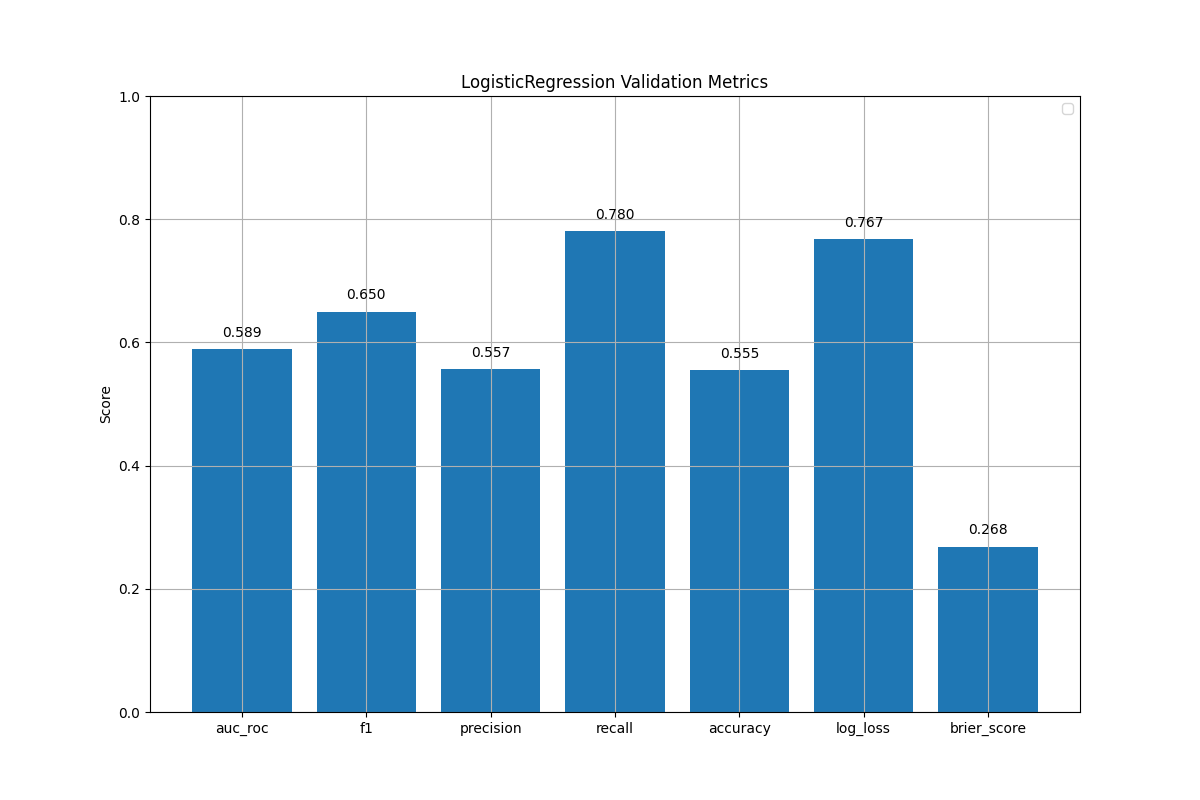 LogisticRegression Validation Metrics
1.0
0.8
0.6
0.4
0.2
0.0
Score
0.589
0.650
0.557
0.780
0.555
0.767
0.268
auc_roc
f1
precision
recall
accuracy
log_loss
brier_score